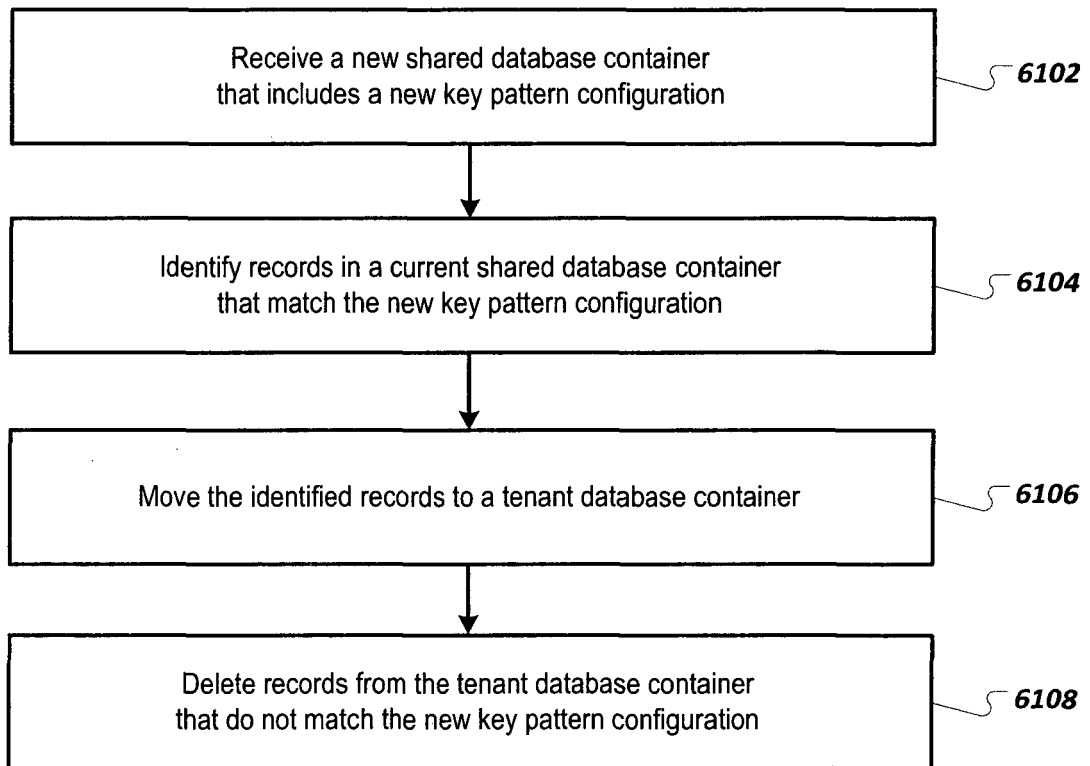 Receive a new shared database container
that includes a new key pattern configuration
6102
Identify records in a current shared database container
that match the new key pattern configuration
6104
Move the identified records to a tenant database container
6106
Delete records from the tenant database container
that do not match the new key pattern configuration
6108